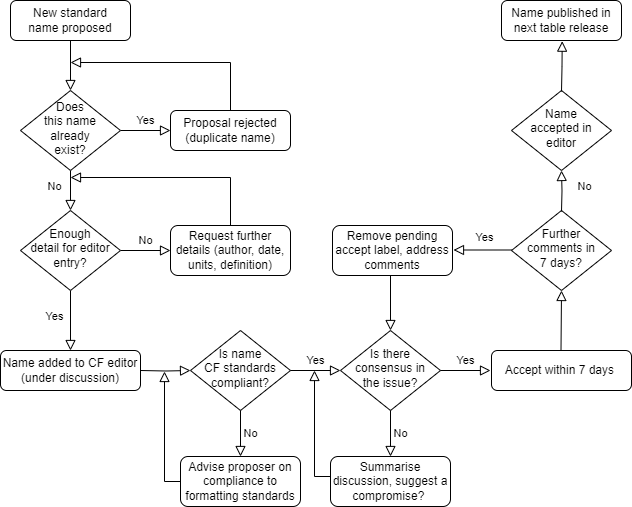 New standard
name proposed
Does
this name
already
exist?
Yes
Proposal rejected
(duplicate name)
No
Enough
detail for editor
entry?
No
Request further
details (author, date,
units, definition)
Yes
Name added to CF editor
(under discussion)
Is name
CF standards
compliant?
No
Advise proposer on
compliance to
formatting standards
Yes
Is there
consensus in
the issue?
No
Summarise
discussion, suggest a
compromise?
Yes
Accept within 7 days
Further
comments in
7 days?
Yes
Remove pending
accept label, address
comments
No
Name
accepted in
editor
Name published in
next table release